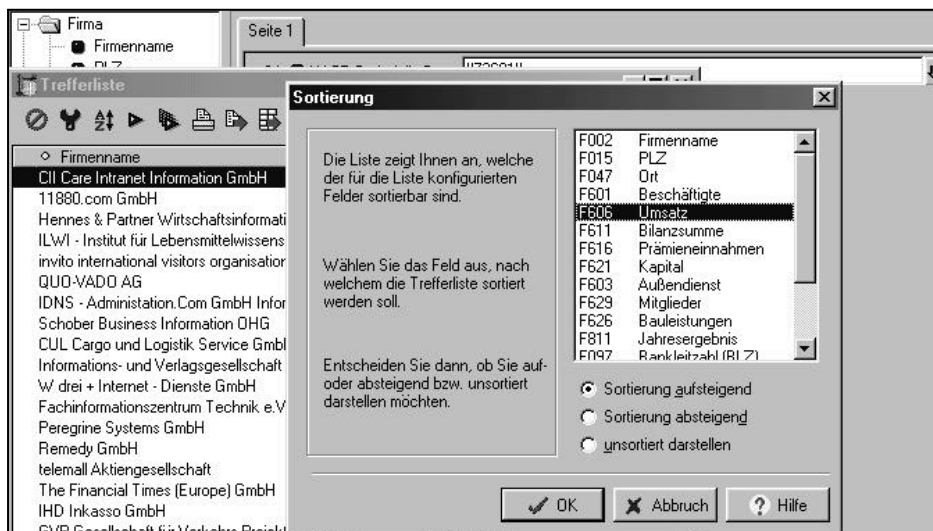 Firma
Firmenname
PLZ
Seite 1
Trefferliste
Firmenname
CII Care Intranet Information GmbH
11880.com GmbH
Hennes & Partner Wirtschaftsinformati
ILWI - Institut für Lebensmittelwissens
invito international visitors organisation
QUO-VADO AG
IDNS - Administation.Com GmbH Infor
Schober Business Information OHG
CUL Cargo und Logistik Service Gmbl
Informations- und Verlagsgesellschaft
W drei + Internet - Dienste GmbH
Fachinformationszentrum Technik e.V
Peregrine Systems GmbH
Remedy GmbH
telemall Aktiengesellschaft
The Financial Times (Europe) GmbH
IHD Inkasso GmbH
Sortierung
Die Liste zeigt Ihnen an, welche
der für die Liste konfigurierten
Felder sortierbar sind.
Wählen Sie das Feld aus, nach
welchem die Trefferliste sortiert
werden soll.
Entscheiden Sie dann, ob Sie auf-
oder absteigend bzw. unsortiert
darstellen möchten.
F002 Firmenname
F015 PLZ
F047 Ort
F601 Beschäftigte
F606 Umsatz
F611 Bilanzsumme
F616 Prämieneinnahmen
F621 Kapital
F603 Außendienst
F629 Mitglieder
F626 Bauleistungen
F811 Jahresergebnis
F097 Bankleitzahl (BLZ)
Sortierung aufsteigend
Sortierung absteigend
unsortiert darstellen
OK
Abbruch
Hilfe